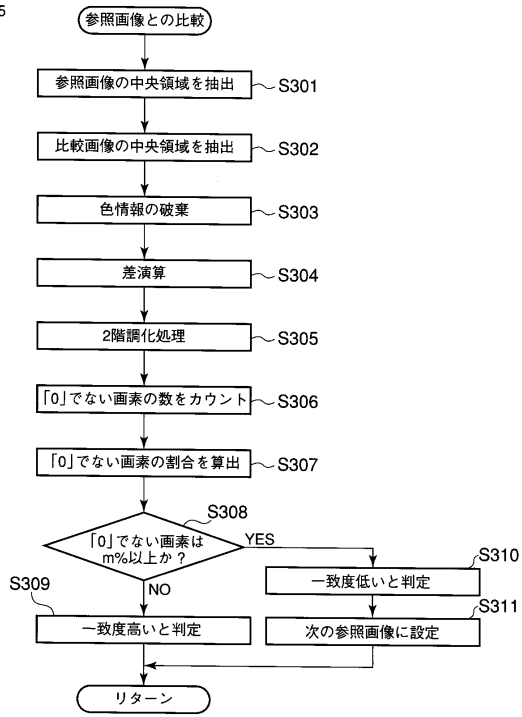 5
参照画像との比較
参照画像の中央領域を抽出
S301
比較画像の中央領域を抽出
S302
色情報の破棄
S303
差演算
S304
2階調化処理
S305
「0」でない画素の数をカウント
S306
「0」でない画素の割合を算出
S307
S308
「0」でない画素は
m%以上か?
YES
NO
S310
一致度低いと判定
S309
一致度高いと判定
S311
次の参照画像に設定
リターン